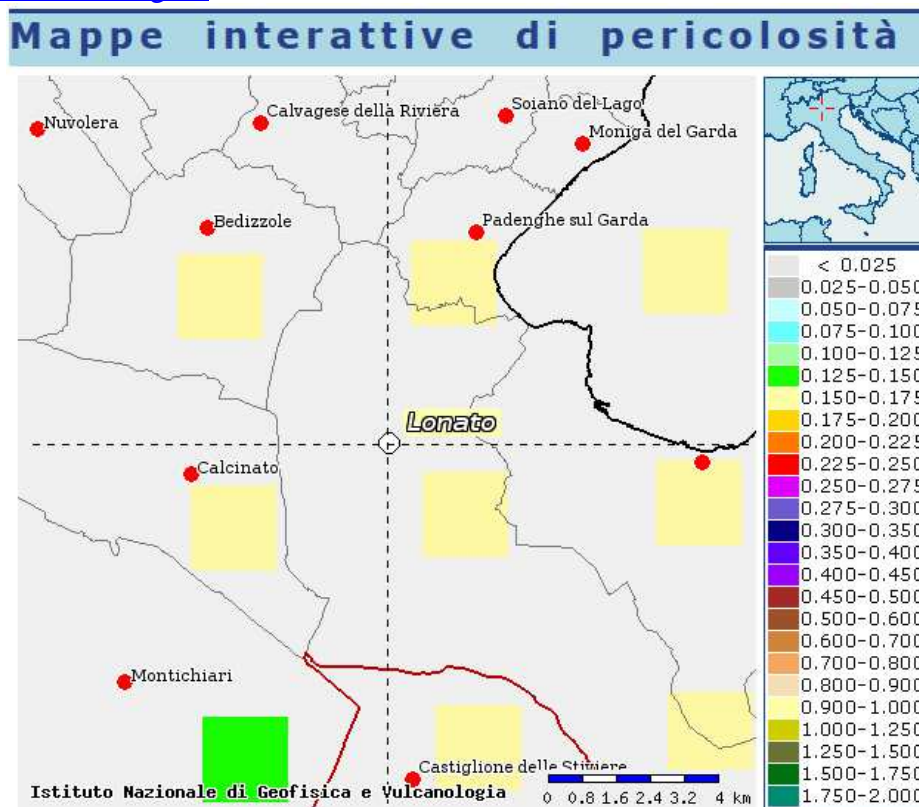 Mappe interattive di pericolosità
Soiano del Lago
Calvagese della Riviera
Nuvolera
Moniga del Garda
Bedizzole
Padenghe sul Garda
Lonato
Calcinato
Montichiari
Castiglione delle Stiviere
Istituto Nazionale di Geofisica e Vulcanologia
0 0.8 1.6 2.4 3.2 4 km
< 0.025
0.025-0.050
0.050-0.075
0.075-0.100
0.100-0.125
0.125-0.150
0.150-0.175
0.175-0.200
0.200-0.225
0.225-0.250
0.250-0.275
0.275-0.300
0.300-0.350
0.350-0.400
0.400-0.450
0.450-0.500
0.500-0.600
0.600-0.700
0.700-0.800
0.800-0.900
0.900-1.000
1.000-1.250
1.250-1.500
1.500-1.750
1.750-2.000